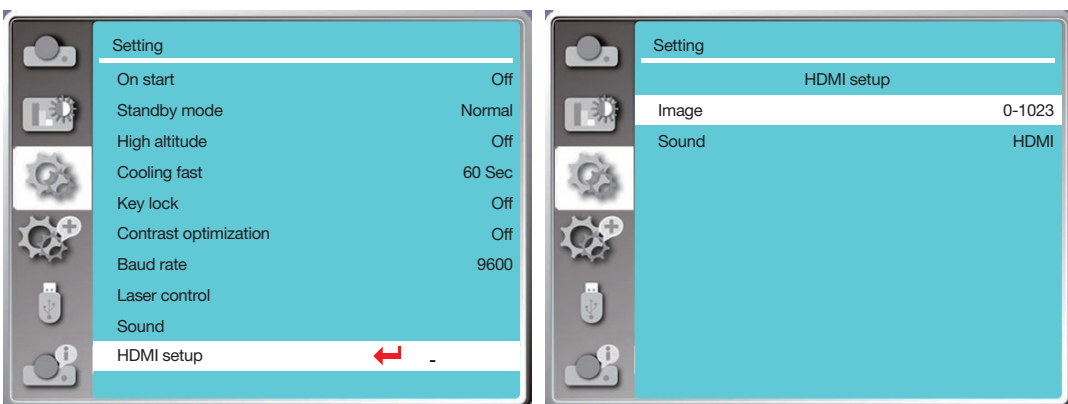 Setting
On start Off
Standby mode Normal
High altitude Off
Cooling fast 60 Sec
Key lock Off
Contrast optimization Off
Baud rate 9600
Laser control
Sound
HDMI setup -
Setting
HDMI setup
Image 0-1023
Sound HDMI